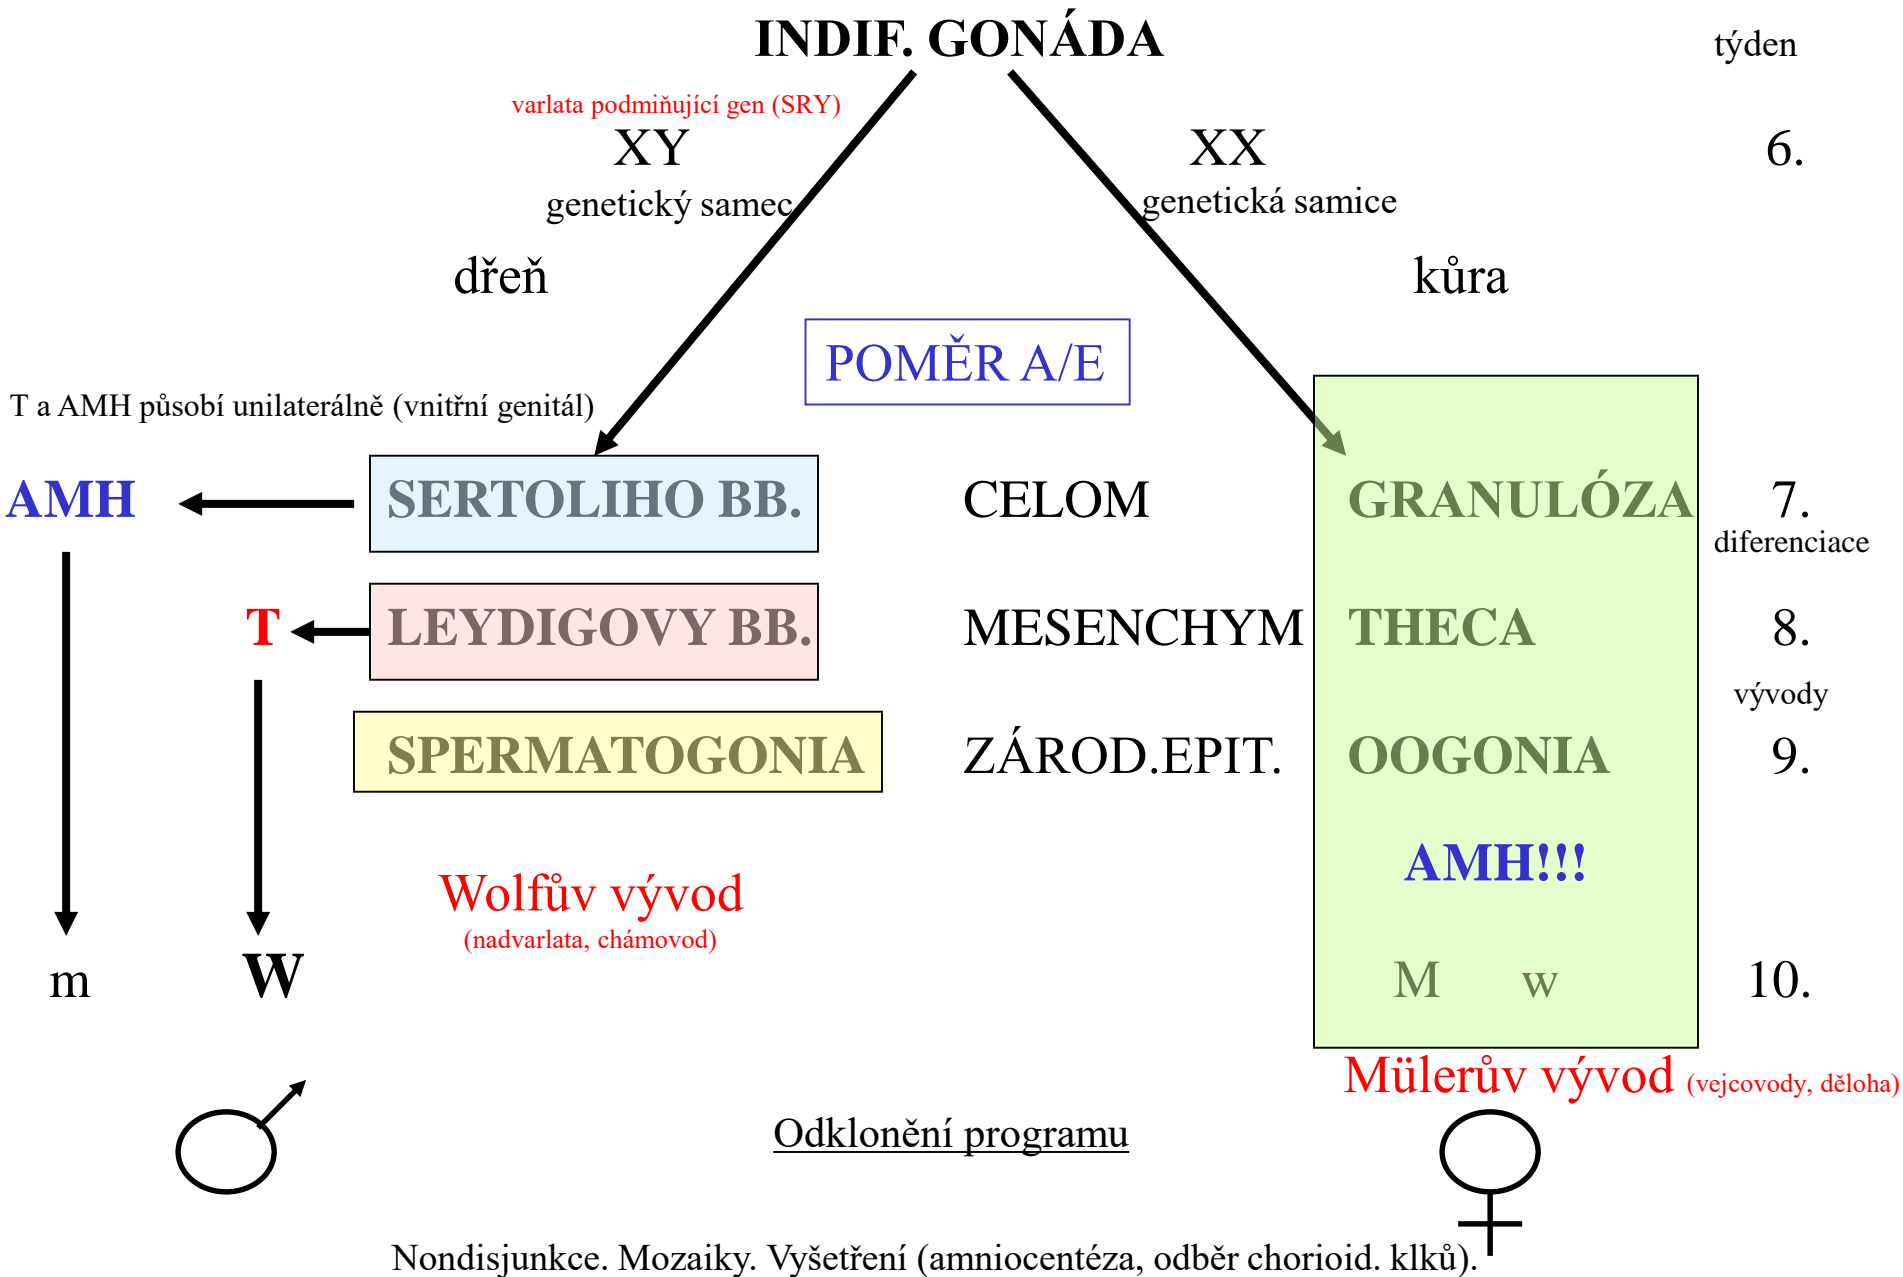 INDIF. GONÁDA týden
varlata podmiňující gen (SRY)
XY XX 6.
genetický samec genetická samice
dřeň kůra
POMĚR A/E
T a AMH působí unilaterálně (vnitřní genitál)
AMH SERTOLIHO BB. CELOM GRANULÓZA 7.
diferenciace
T LEYDIGOVY BB. MESENCHYM THECA 8.
vývody
SPERMATOGONIA ZÁROD.EPIT. OOGONIA 9.
AMH!!!
Wolfův vývod
(nadvarlata, chámovod)
m W M w 10.
Mülerův vývod (vejcovody, děloha)
Odklonění programu
Nondisjunkce. Mozaiky. Vyšetření (amniocentéza, odběr chorioid. klků).